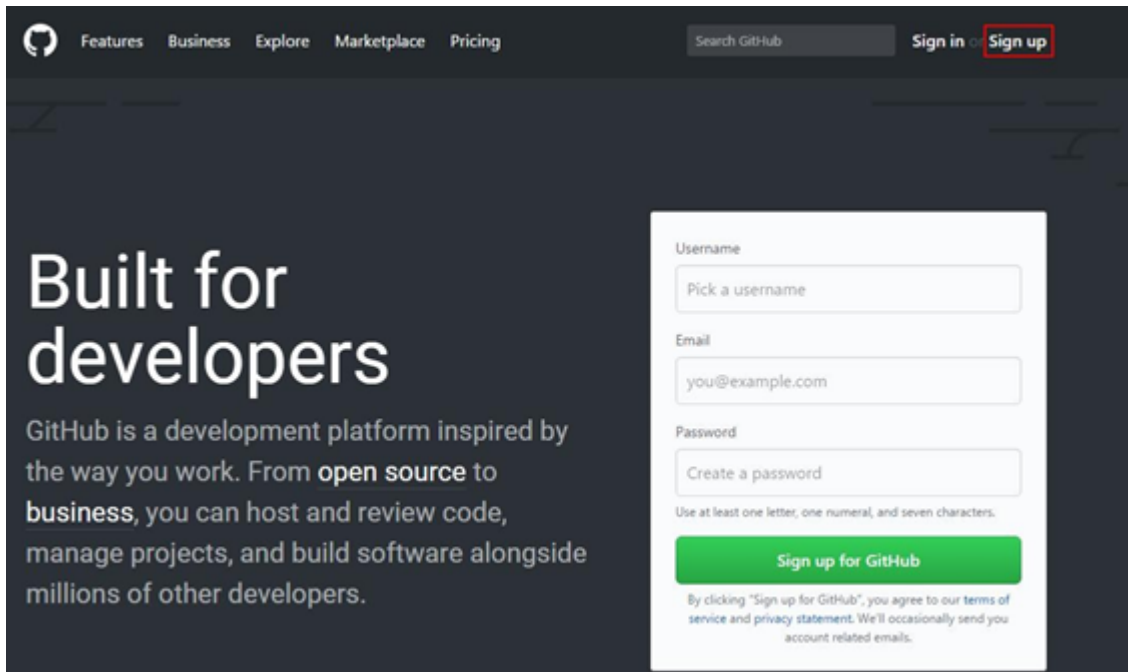 Features Business Explore Marketplace Pricing Search GitHub Sign in or Sign up
Built for
developers
GitHub is a development platform inspired by
the way you work. From open source to
business, you can host and review code,
manage projects, and build software alongside
millions of other developers.
Username
Pick a username
Email
you@example.com
Password
Create a password
Use at least one letter, one numeral, and seven characters.
Sign up for GitHub
By clicking "Sign up for GitHub", you agree to our terms of
service and privacy statement. We'll occasionally send you
account related emails.